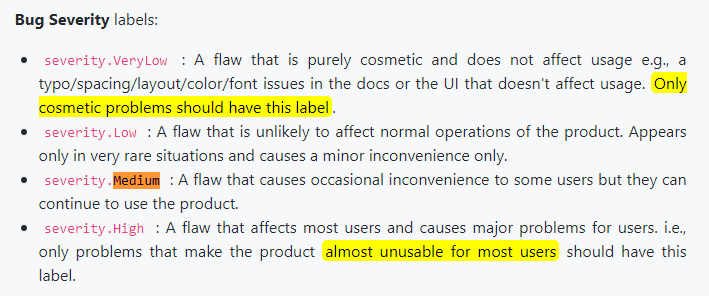 Bug Severity labels:
severity.VeryLow : A flaw that is purely cosmetic and does not affect usage e.g., a
typo/spacing/layout/color/font issues in the docs or the UI that doesn't affect usage. Only
cosmetic problems should have this label.
severity.Low : A flaw that is unlikely to affect normal operations of the product. Appears
only in very rare situations and causes a minor inconvenience only.
severity.Medium : A flaw that causes occasional inconvenience to some users but they can
continue to use the product.
severity.High : A flaw that affects most users and causes major problems for users. i.e.,
only problems that make the product almost unusable for most users should have this
label.